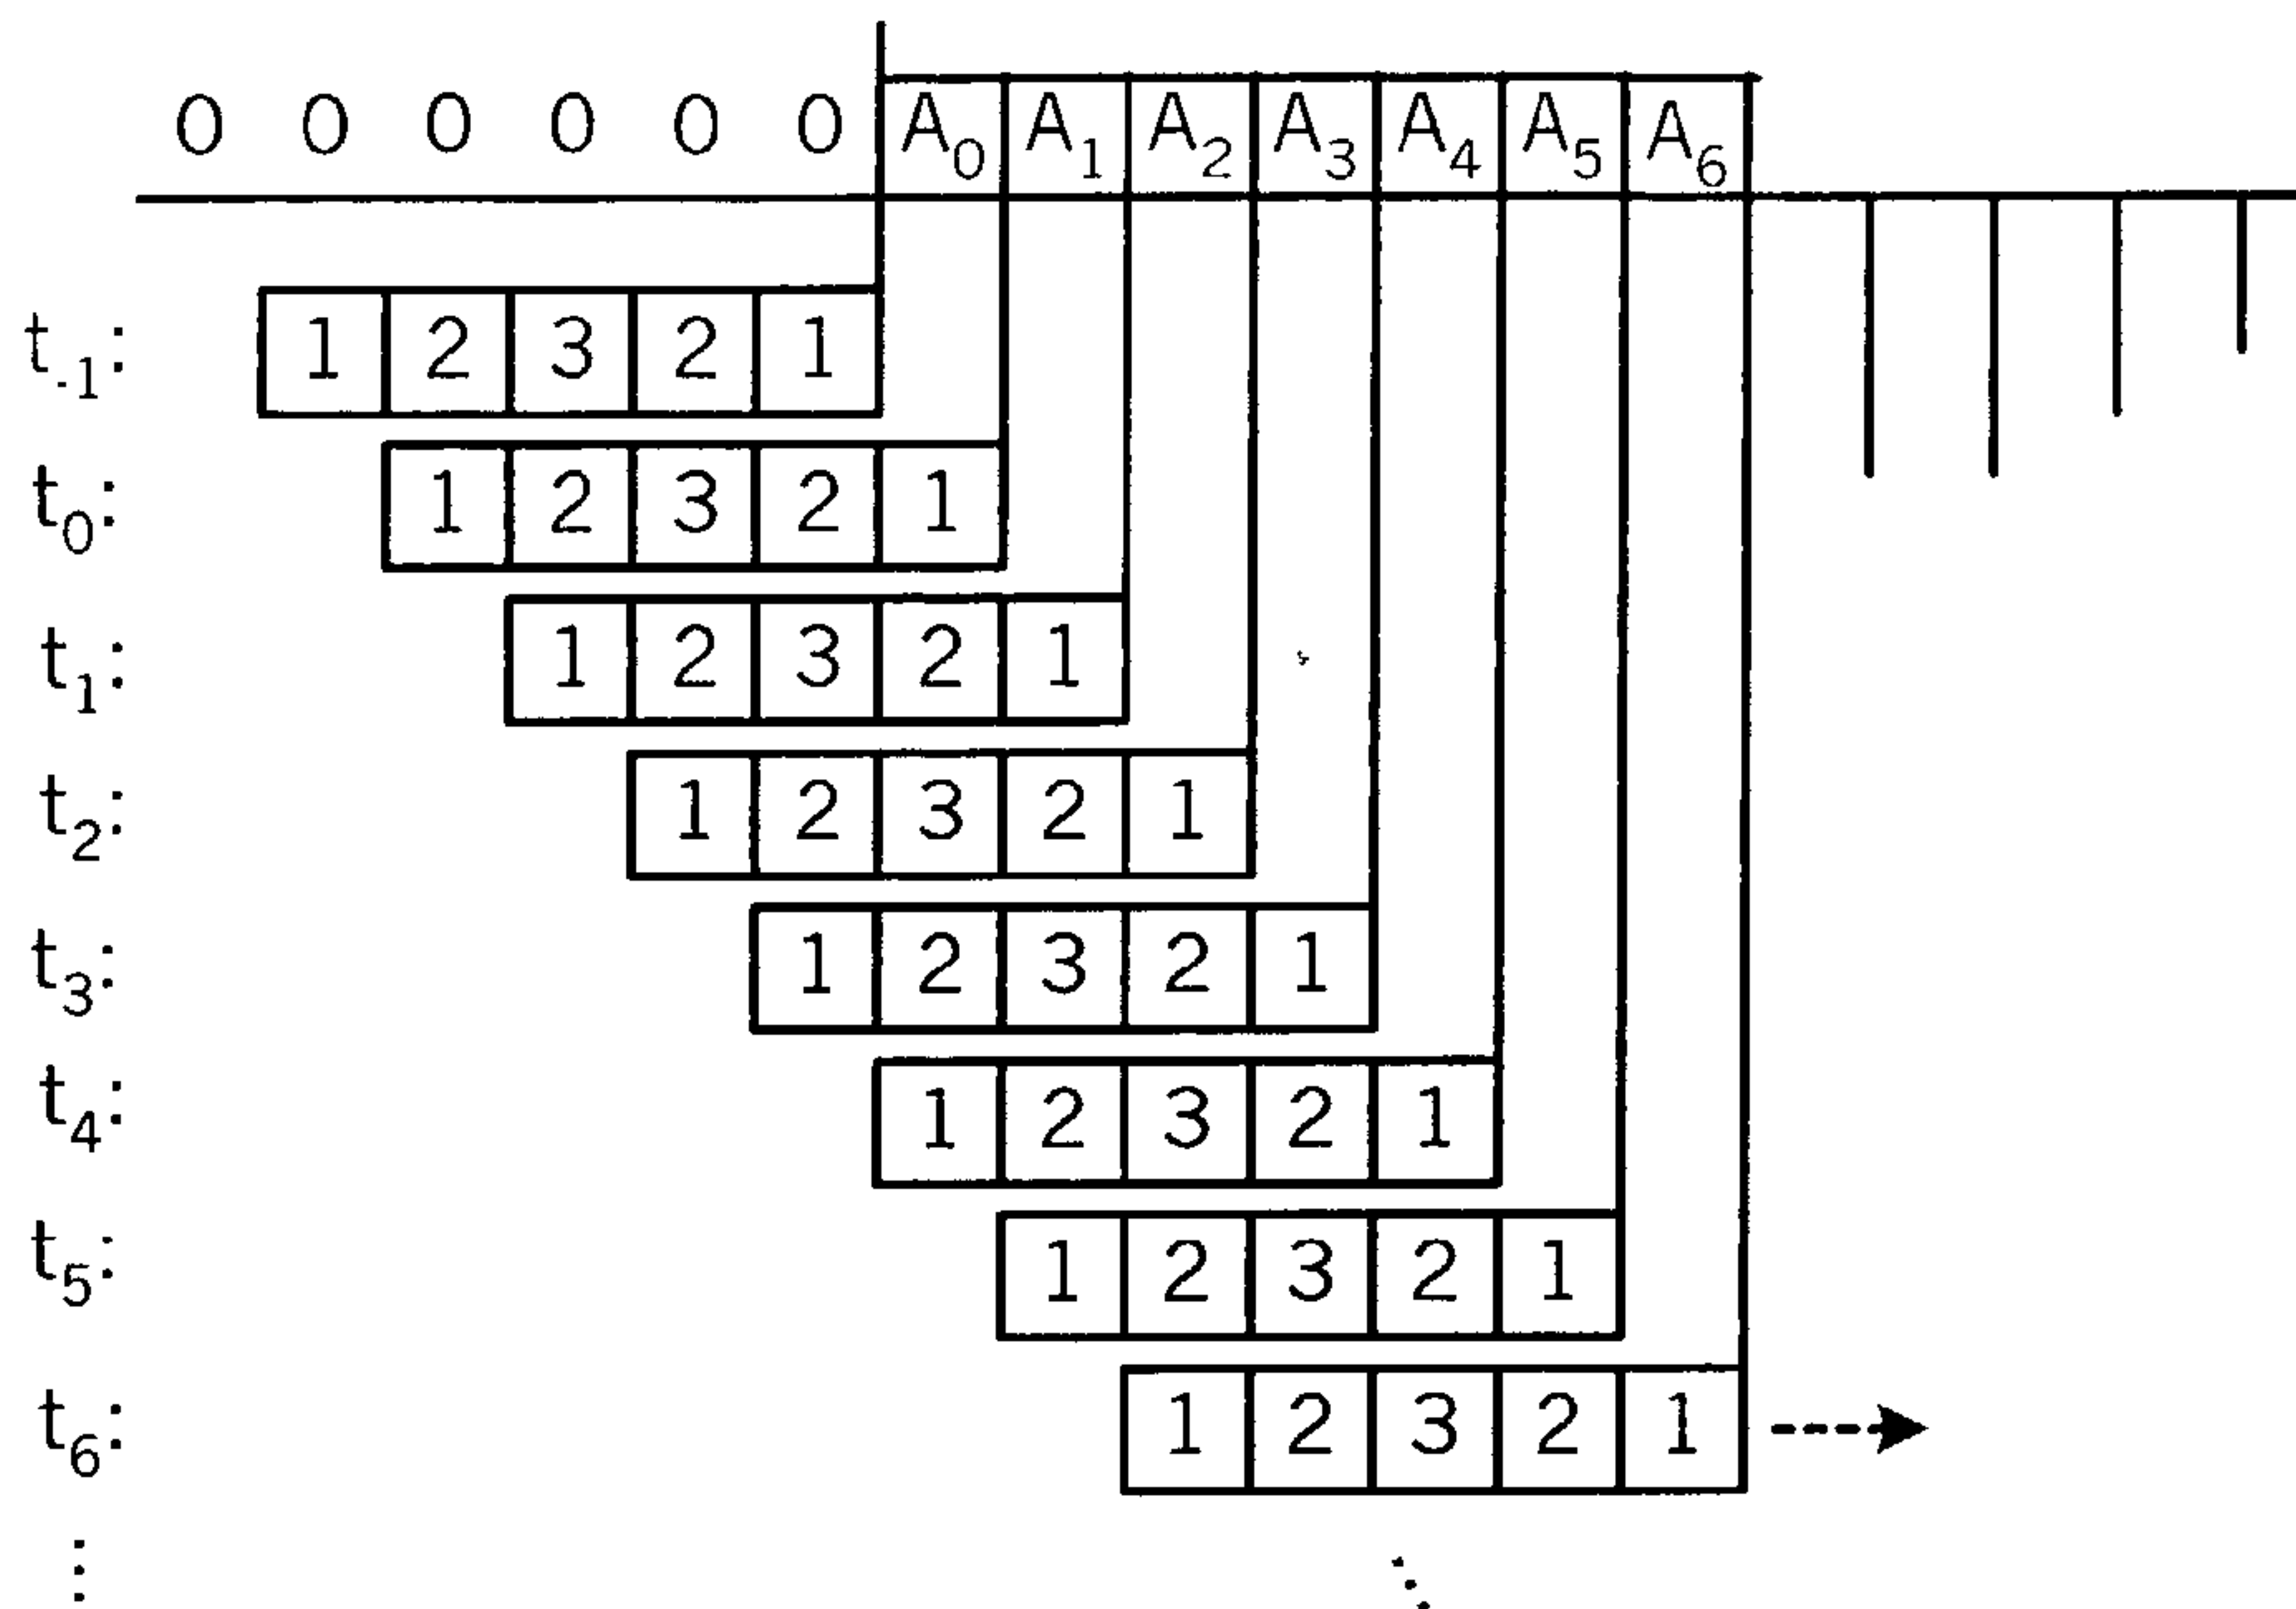 0 0 0 0 0 0 A₀ A₁ A₂ A₃ A₄ A₅ A₆
t₋₁: 1 2 3 2 1
t₀: 1 2 3 2 1
t₁: 1 2 3 2 1
t₂: 1 2 3 2 1
t₃: 1 2 3 2 1
t₄: 1 2 3 2 1
t₅: 1 2 3 2 1
t₆: 1 2 3 2 1